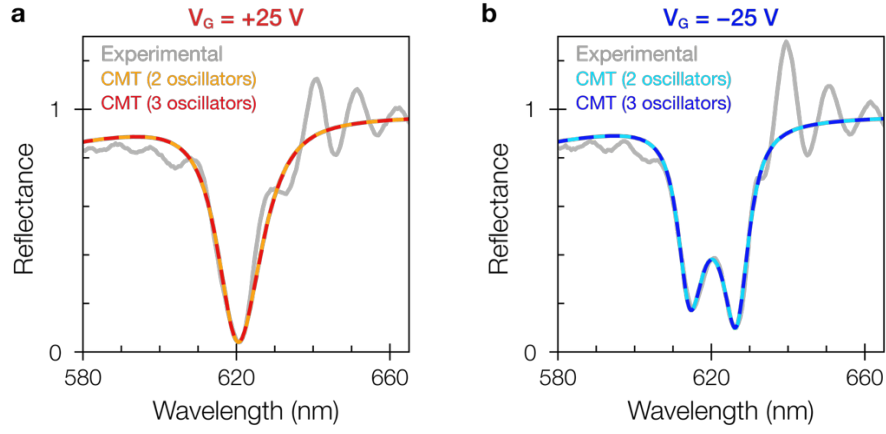 a
V_G = +25 V
Experimental
CMT (2 oscillators)
CMT (3 oscillators)
Reflectance
1
0
580
620
660
Wavelength (nm)
b
V_G = −25 V
Experimental
CMT (2 oscillators)
CMT (3 oscillators)
Reflectance
1
0
580
620
660
Wavelength (nm)